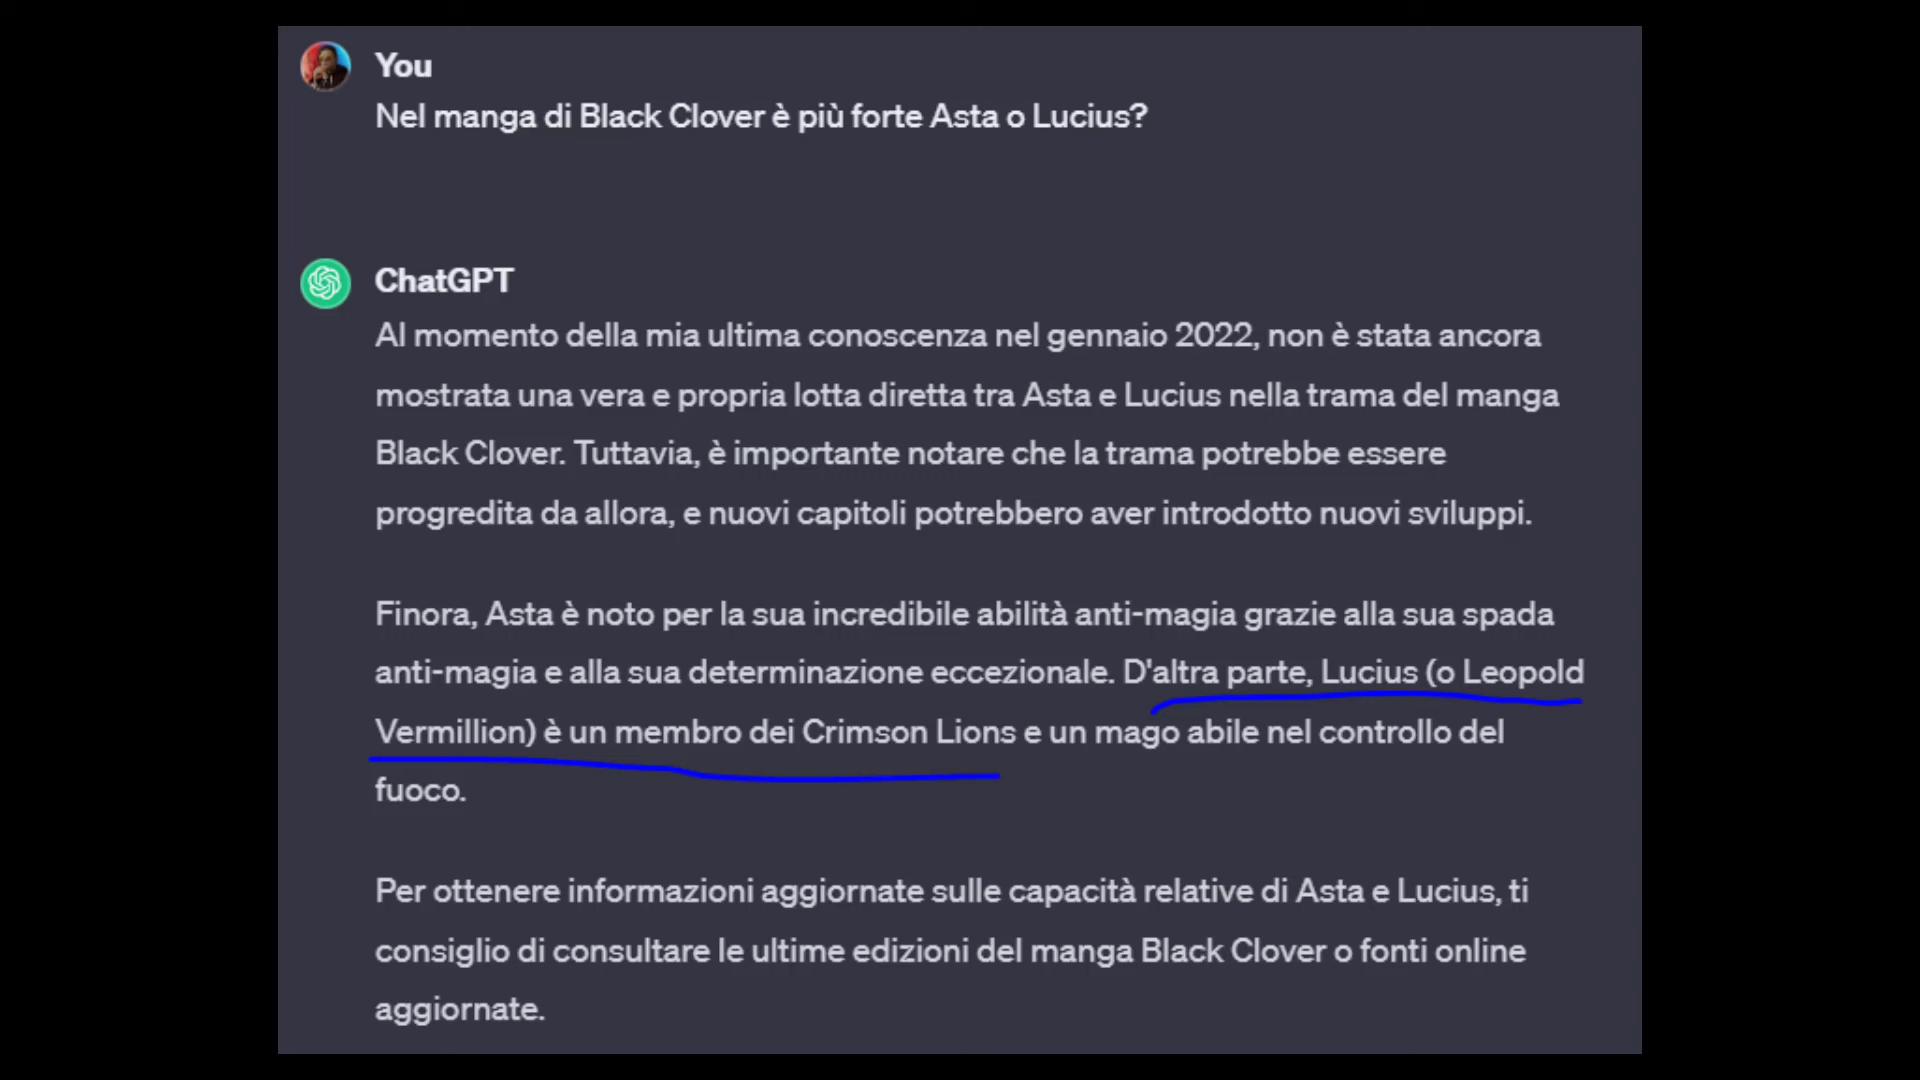 You
Nel manga di Black Clover è più forte Asta o Lucius?
ChatGPT
Al momento della mia ultima conoscenza nel gennaio 2022, non è stata ancora
mostrata una vera e propria lotta diretta tra Asta e Lucius nella trama del manga
Black Clover. Tuttavia, è importante notare che la trama potrebbe essere
progredita da allora, e nuovi capitoli potrebbero aver introdotto nuovi sviluppi.
Finora, Asta è noto per la sua incredibile abilità anti-magia grazie alla sua spada
anti-magia e alla sua determinazione eccezionale. D'altra parte, Lucius (o Leopold
Vermillion) è un membro dei Crimson Lions e un mago abile nel controllo del
fuoco.
Per ottenere informazioni aggiornate sulle capacità relative di Asta e Lucius, ti
consiglio di consultare le ultime edizioni del manga Black Clover o fonti online
aggiornate.